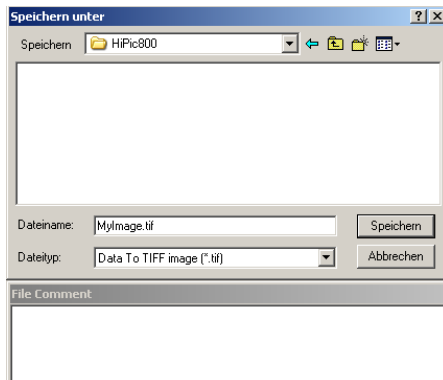 Speichern unter
Speichern HiPic800
Dateiname: MyImage.tif Speichern
Dateityp: Data To TIFF image (*.tif) Abbrechen
File Comment